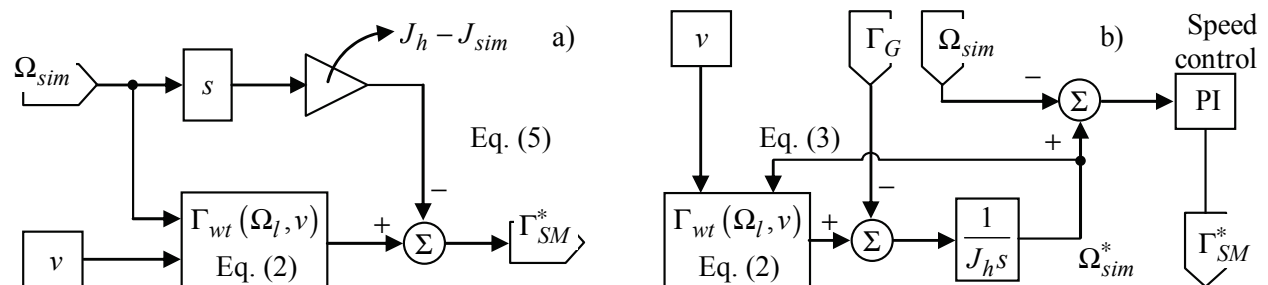 J_h − J_sim
a)
Ω_sim
s
Eq. (5)
−
Γ_wt (Ω_l, v)
Eq. (2)
+
Σ
Γ*_SM
v
v
Γ_G
Ω_sim
b)
Speed
control
−
Σ
PI
+
Eq. (3)
−
Γ_wt (Ω_l, v)
Eq. (2)
+
Σ
1
J_h s
Ω*_sim
Γ*_SM